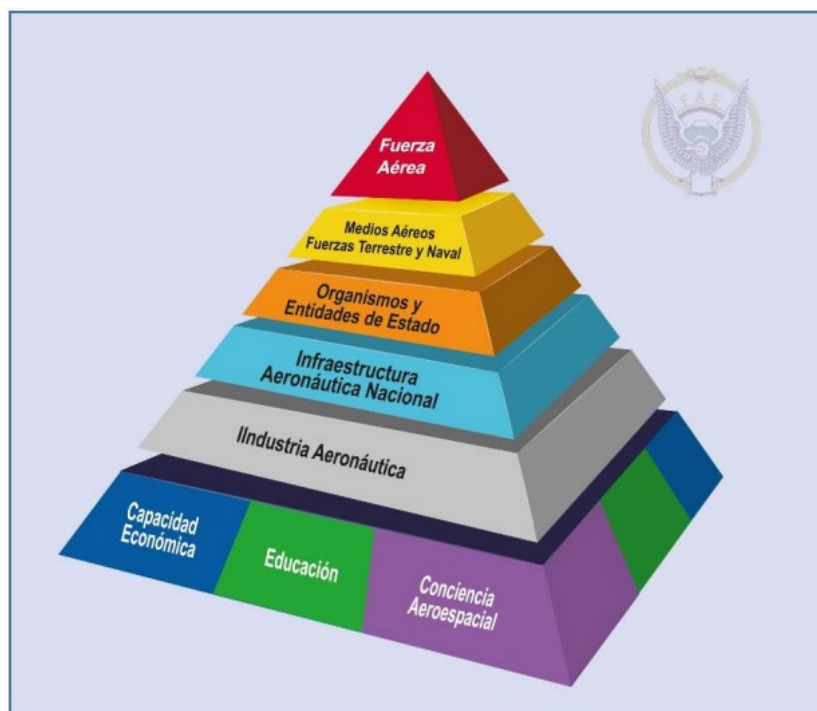 Fuerza
Aérea
F.A.E
Medios Aéreos
Fuerzas Terrestre y Naval
Organismos y
Entidades de Estado
Infraestructura
Aeronáutica Nacional
IIndustria Aeronáutica
Capacidad
Económica
Educación
Conciencia
Aeroespacial